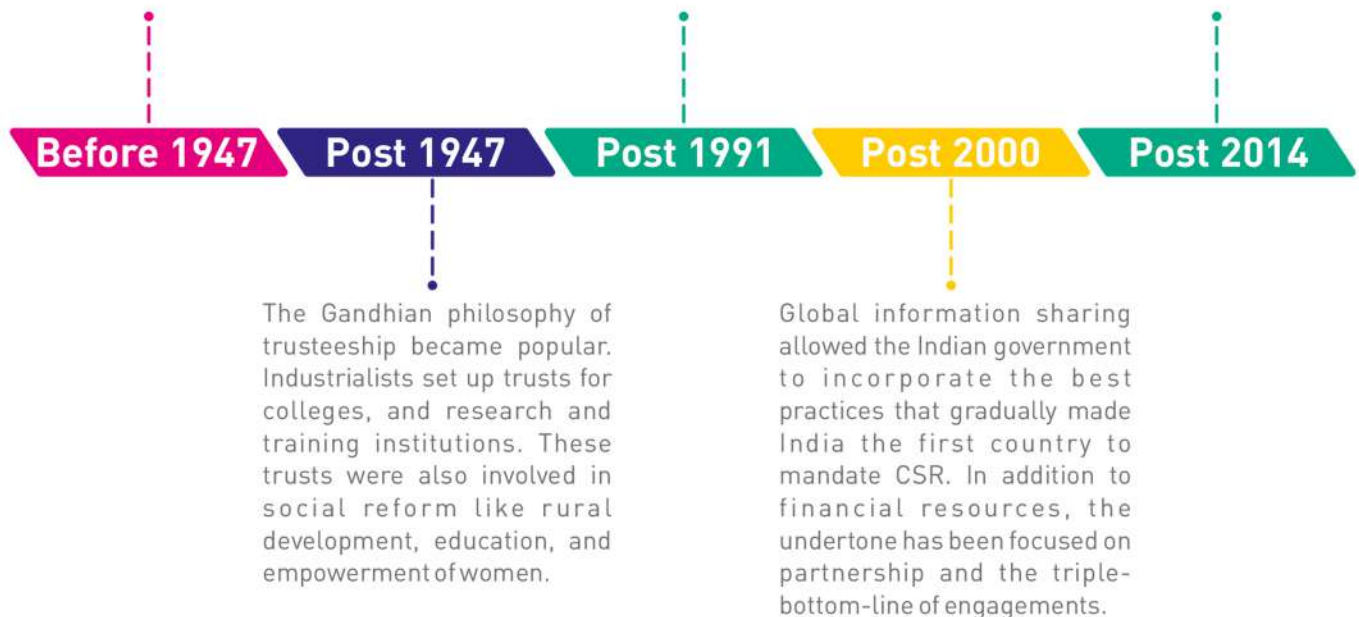 Before 1947
Post 1947
Post 1991
Post 2000
Post 2014
The Gandhian philosophy of
trusteeship became popular.
Industrialists set up trusts for
colleges, and research and
training institutions. These
trusts were also involved in
social reform like rural
development, education, and
empowerment of women.
Global information sharing
allowed the Indian government
to incorporate the best
practices that gradually made
India the first country to
mandate CSR. In addition to
financial resources, the
undertone has been focused on
partnership and the triple-
bottom-line of engagements.